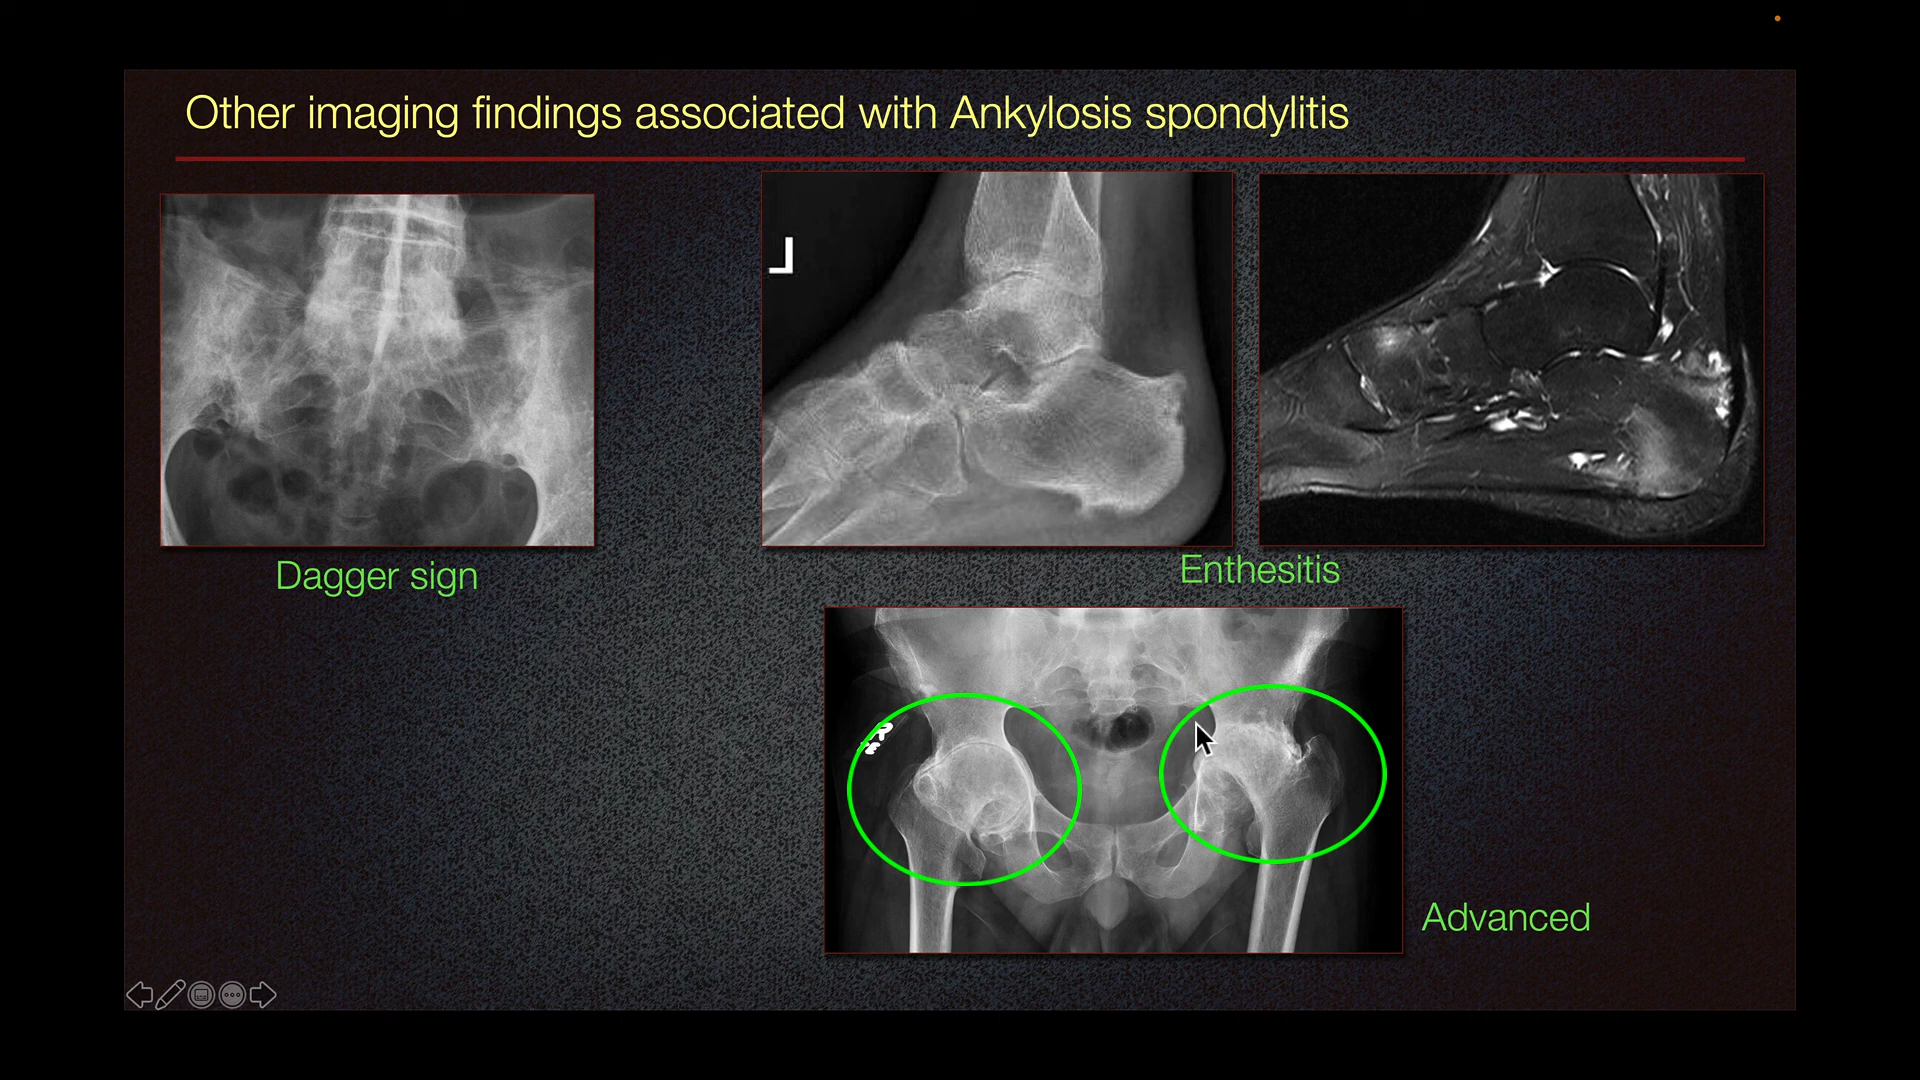 Other imaging findings associated with Ankylosis spondylitis
L
Dagger sign
Enthesitis
Advanced